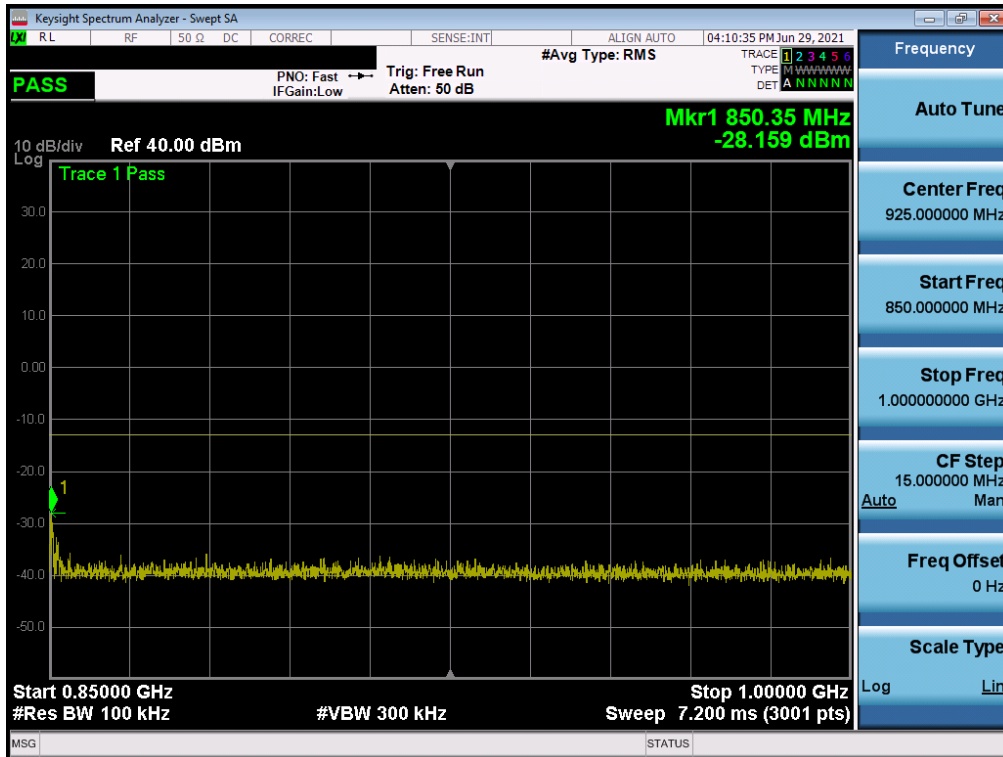 Keysight Spectrum Analyzer - Swept SA
LXI RL RF 50 Ω DC CORREC SENSE:INT ALIGN AUTO 04:10:35 PM Jun 29, 2021
Frequency
PASS
PNO: Fast
IFGain:Low
Trig: Free Run
Atten: 50 dB
#Avg Type: RMS
TRACE 1 2 3 4 5 6
TYPE M WWWWW
DET A N N N N N
Auto Tune
Mkr1 850.35 MHz
-28.159 dBm
10 dB/div Ref 40.00 dBm
Log
Trace 1 Pass
30.0
20.0
10.0
0.00
-10.0
-20.0
-30.0
-40.0
-50.0
1
Start 0.85000 GHz
Stop 1.00000 GHz
#Res BW 100 kHz
#VBW 300 kHz
Sweep 7.200 ms (3001 pts)
Center Freq
925.000000 MHz
Start Freq
850.000000 MHz
Stop Freq
1.000000000 GHz
CF Step
15.000000 MHz
Auto Man
Freq Offset
0 Hz
Scale Type
Log Lin
MSG
STATUS